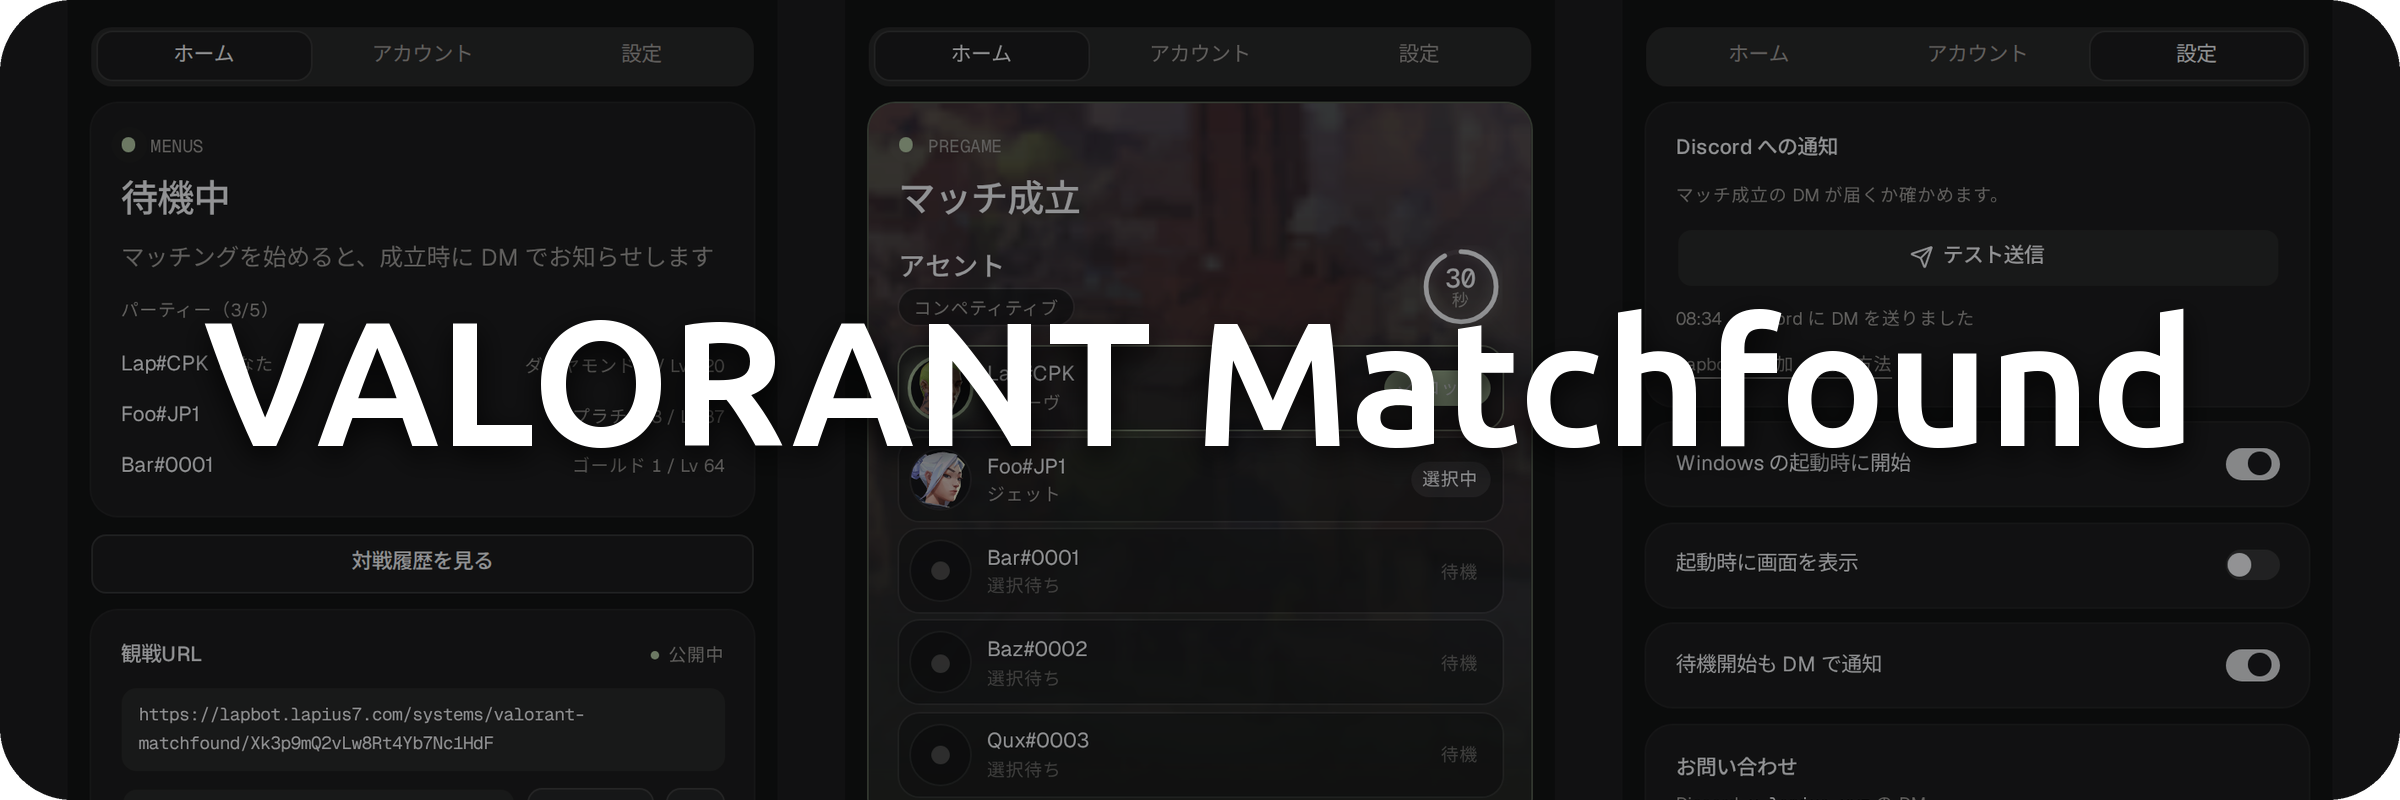 VALORANT Matchfound
ホーム アカウント 設定
MENUS
待機中
マッチングを始めると、成立時に DM でお知らせします
パーティー (3/5)
Lap#CPK
Foo#JP1
Bar#0001 ゴールド 1 / Lv 64
対戦履歴を見る
観戦URL 公開中
https://lapbot.lapius7.com/systems/valorant-
matchfound/Xk3p9mQ2vLw8Rt4Yb7Nc1HdF
ホーム アカウント 設定
PREGAME
マッチ成立
アセント
30
秒
コンペティティブ
Foo#JP1
ジェット
選択中
Bar#0001
選択待ち
待機
Baz#0002
選択待ち
待機
Qux#0003
選択待ち
待機
ホーム アカウント 設定
Discord への通知
マッチ成立の DM が届くか確かめます。
テスト送信
08:34 に DM を送りました
Windows の起動時に開始
起動時に画面を表示
待機開始も DM で通知
お問い合わせ